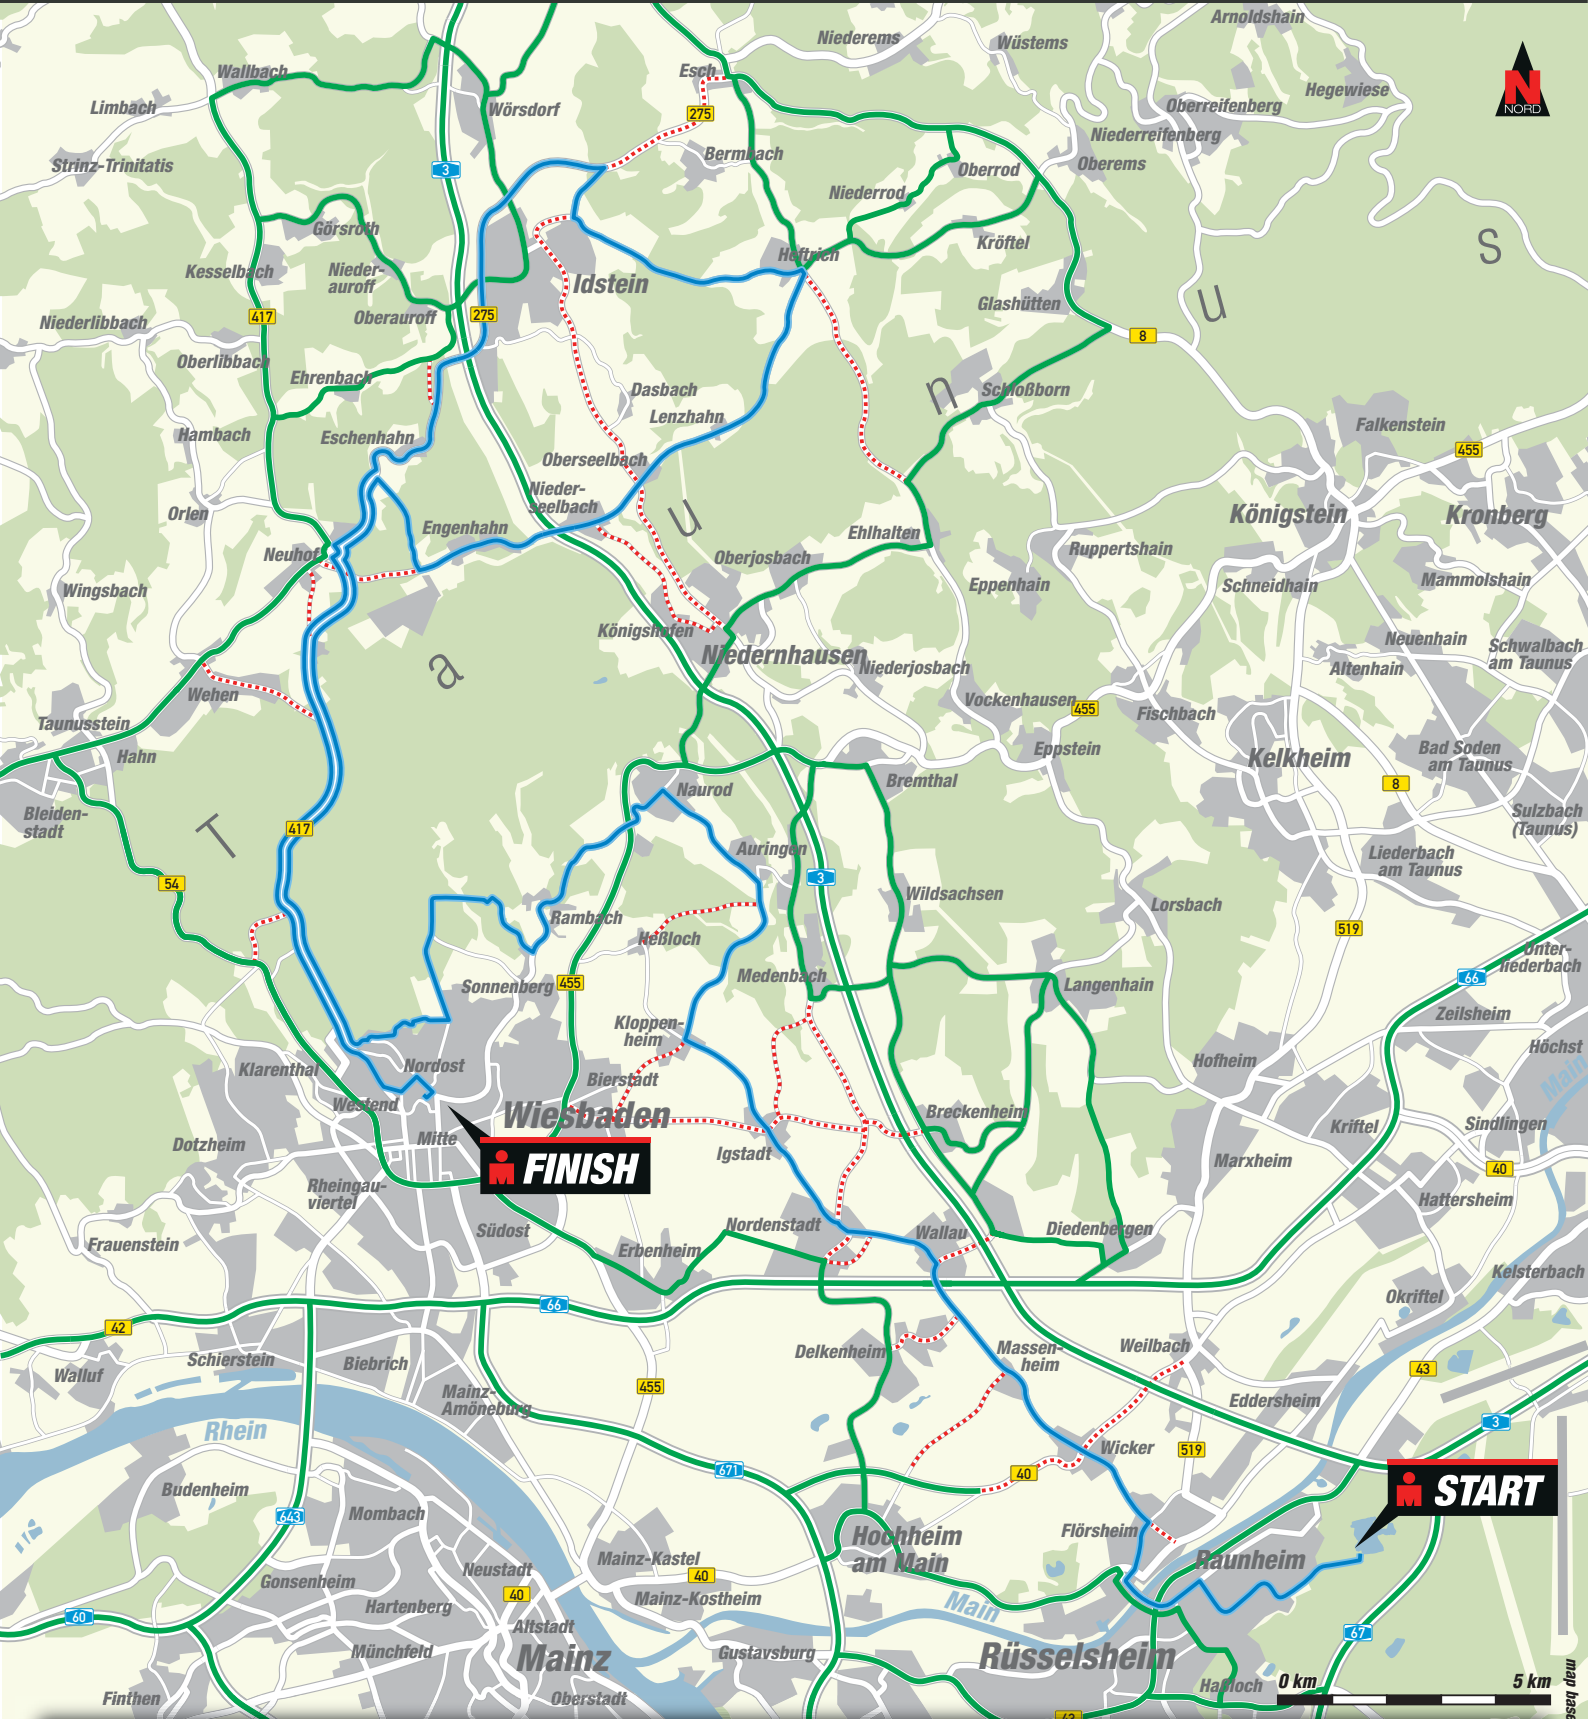 Arnoldshain
Niederems
Wüstems
Esch
Wallbach
Hegewiese
Limbach
Wörsdorf
Oberreifenberg
275
NORD
Niederreifenberg
Bermbach
Strinz-Trinitatis
3
Oberrod
Oberems
Niederrod
Görsroth
Kröftel
S
Heftrich
Kesselbach
Nieder-
auroff
Idstein
Glashütten
u
Oberauroff
275
417
Niederlibbach
8
Oberlibbach
Ehrenbach
Dasbach
n
Schloßborn
Lenzhahn
Falkenstein
Hambach
Eschenhahn
455
Oberseelbach
Nieder-
seelbach
Orlen
u
Königstein
Kronberg
Engenhahn
Ehlhalten
Neuhof
Oberjosbach
Ruppertshain
Wingsbach
Eppenhain
Schneidhain
Mammolshain
Königshofen
Neuenhain
Schwalbach
am Taunus
a
Niedernhausen
Niederjosbach
Altenhain
Wehen
Vockenhausen
455
Fischbach
Taunusstein
Hahn
Eppstein
Kelkheim
Bad Soden
am Taunus
Naurod
Bremthal
8
Bleiden-
stadt
T
417
Sulzbach
(Taunus)
Auringen
Liederbach
am Taunus
54
3
Wildsachsen
Lorsbach
Rambach
Heßloch
519
Unter-
liederbach
Medenbach
66
Sonnenberg
455
Langenhain
Zeilsheim
Kloppen-
heim
Höchst
Klarenthal
Nordost
Hofheim
Main
Bierstadt
Westend
Wiesbaden
Breckenheim
Sindlingen
Kriftel
Dotzheim
Mitte
Igstadt
FINISH
Marxheim
40
Rheingau-
viertel
Hattersheim
Südost
Nordenstadt
Wallau
Diedenbergen
Frauenstein
Erbenheim
Kelsterbach
Okriftel
66
42
Weilbach
Delkenheim
Massen-
heim
Schierstein
Biebrich
Walluf
43
455
Mainz-
Amöneburg
Eddersheim
Rhein
3
Wicker
519
671
40
Budenheim
START
643
Mombach
Flörsheim
Hochheim
am Main
Raunheim
Mainz-Kastel
Neustadt
40
Gonsenheim
40
Mainz-Kostheim
Hartenberg
Main
60
Altstadt
67
Münchfeld
Mainz
Gustavsburg
Rüsselsheim
Haßloch
0 km
5 km
Finthen
Oberstadt
43
map base